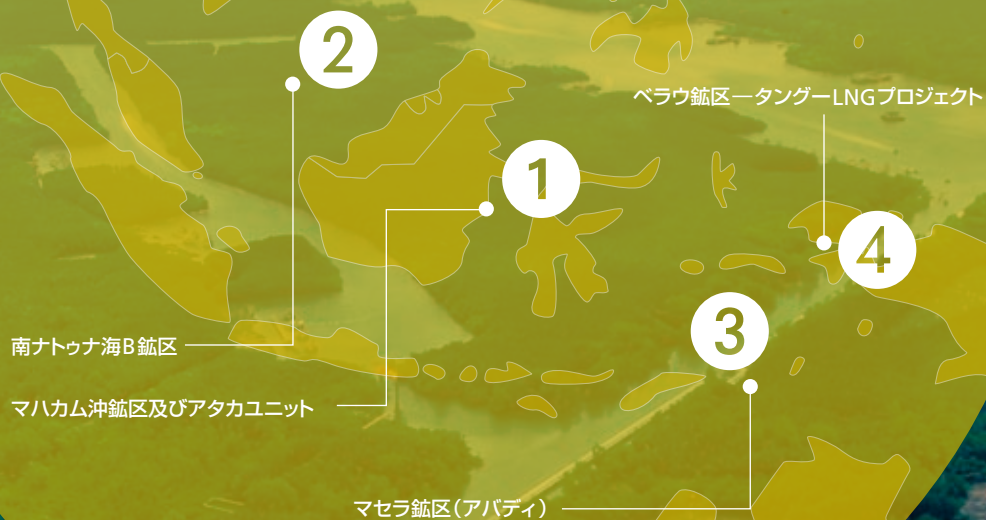 2
ベラウ鉱区―タングーLNGプロジェクト
1
4
3
南ナトゥナ海B鉱区
マハカム沖鉱区及びアタカユニット
マセラ鉱区(アバディ)